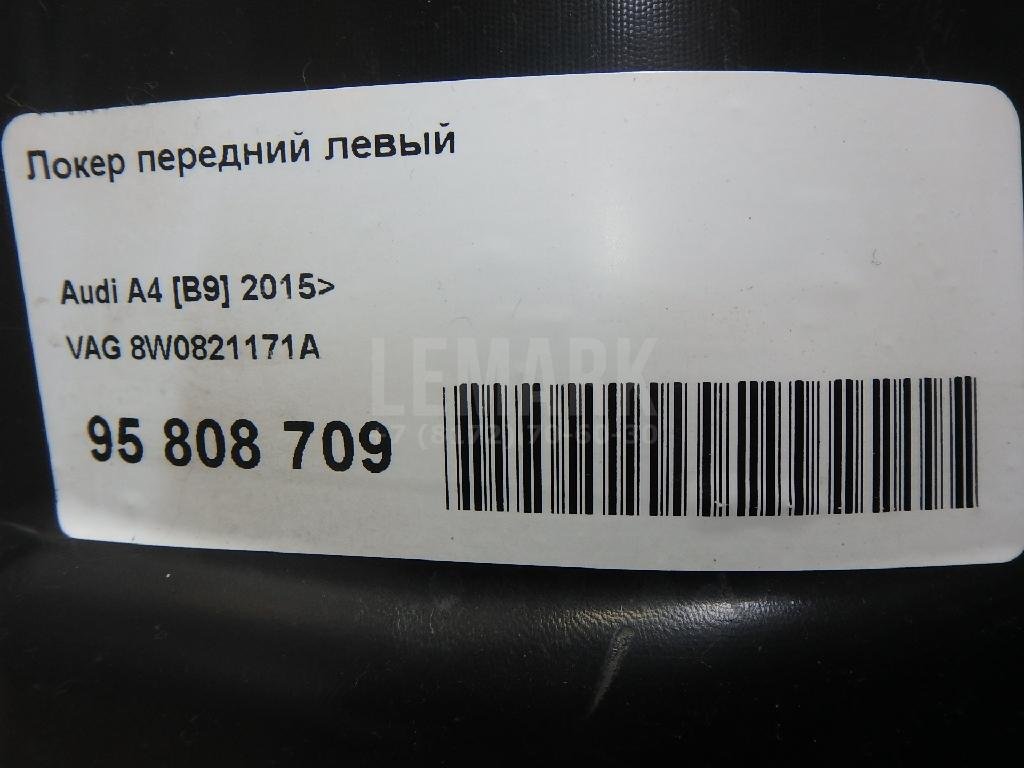 Локер передний левый
Audi A4 [B9] 2015>
VAG 8W0821171A
LEMARK
95 808 709